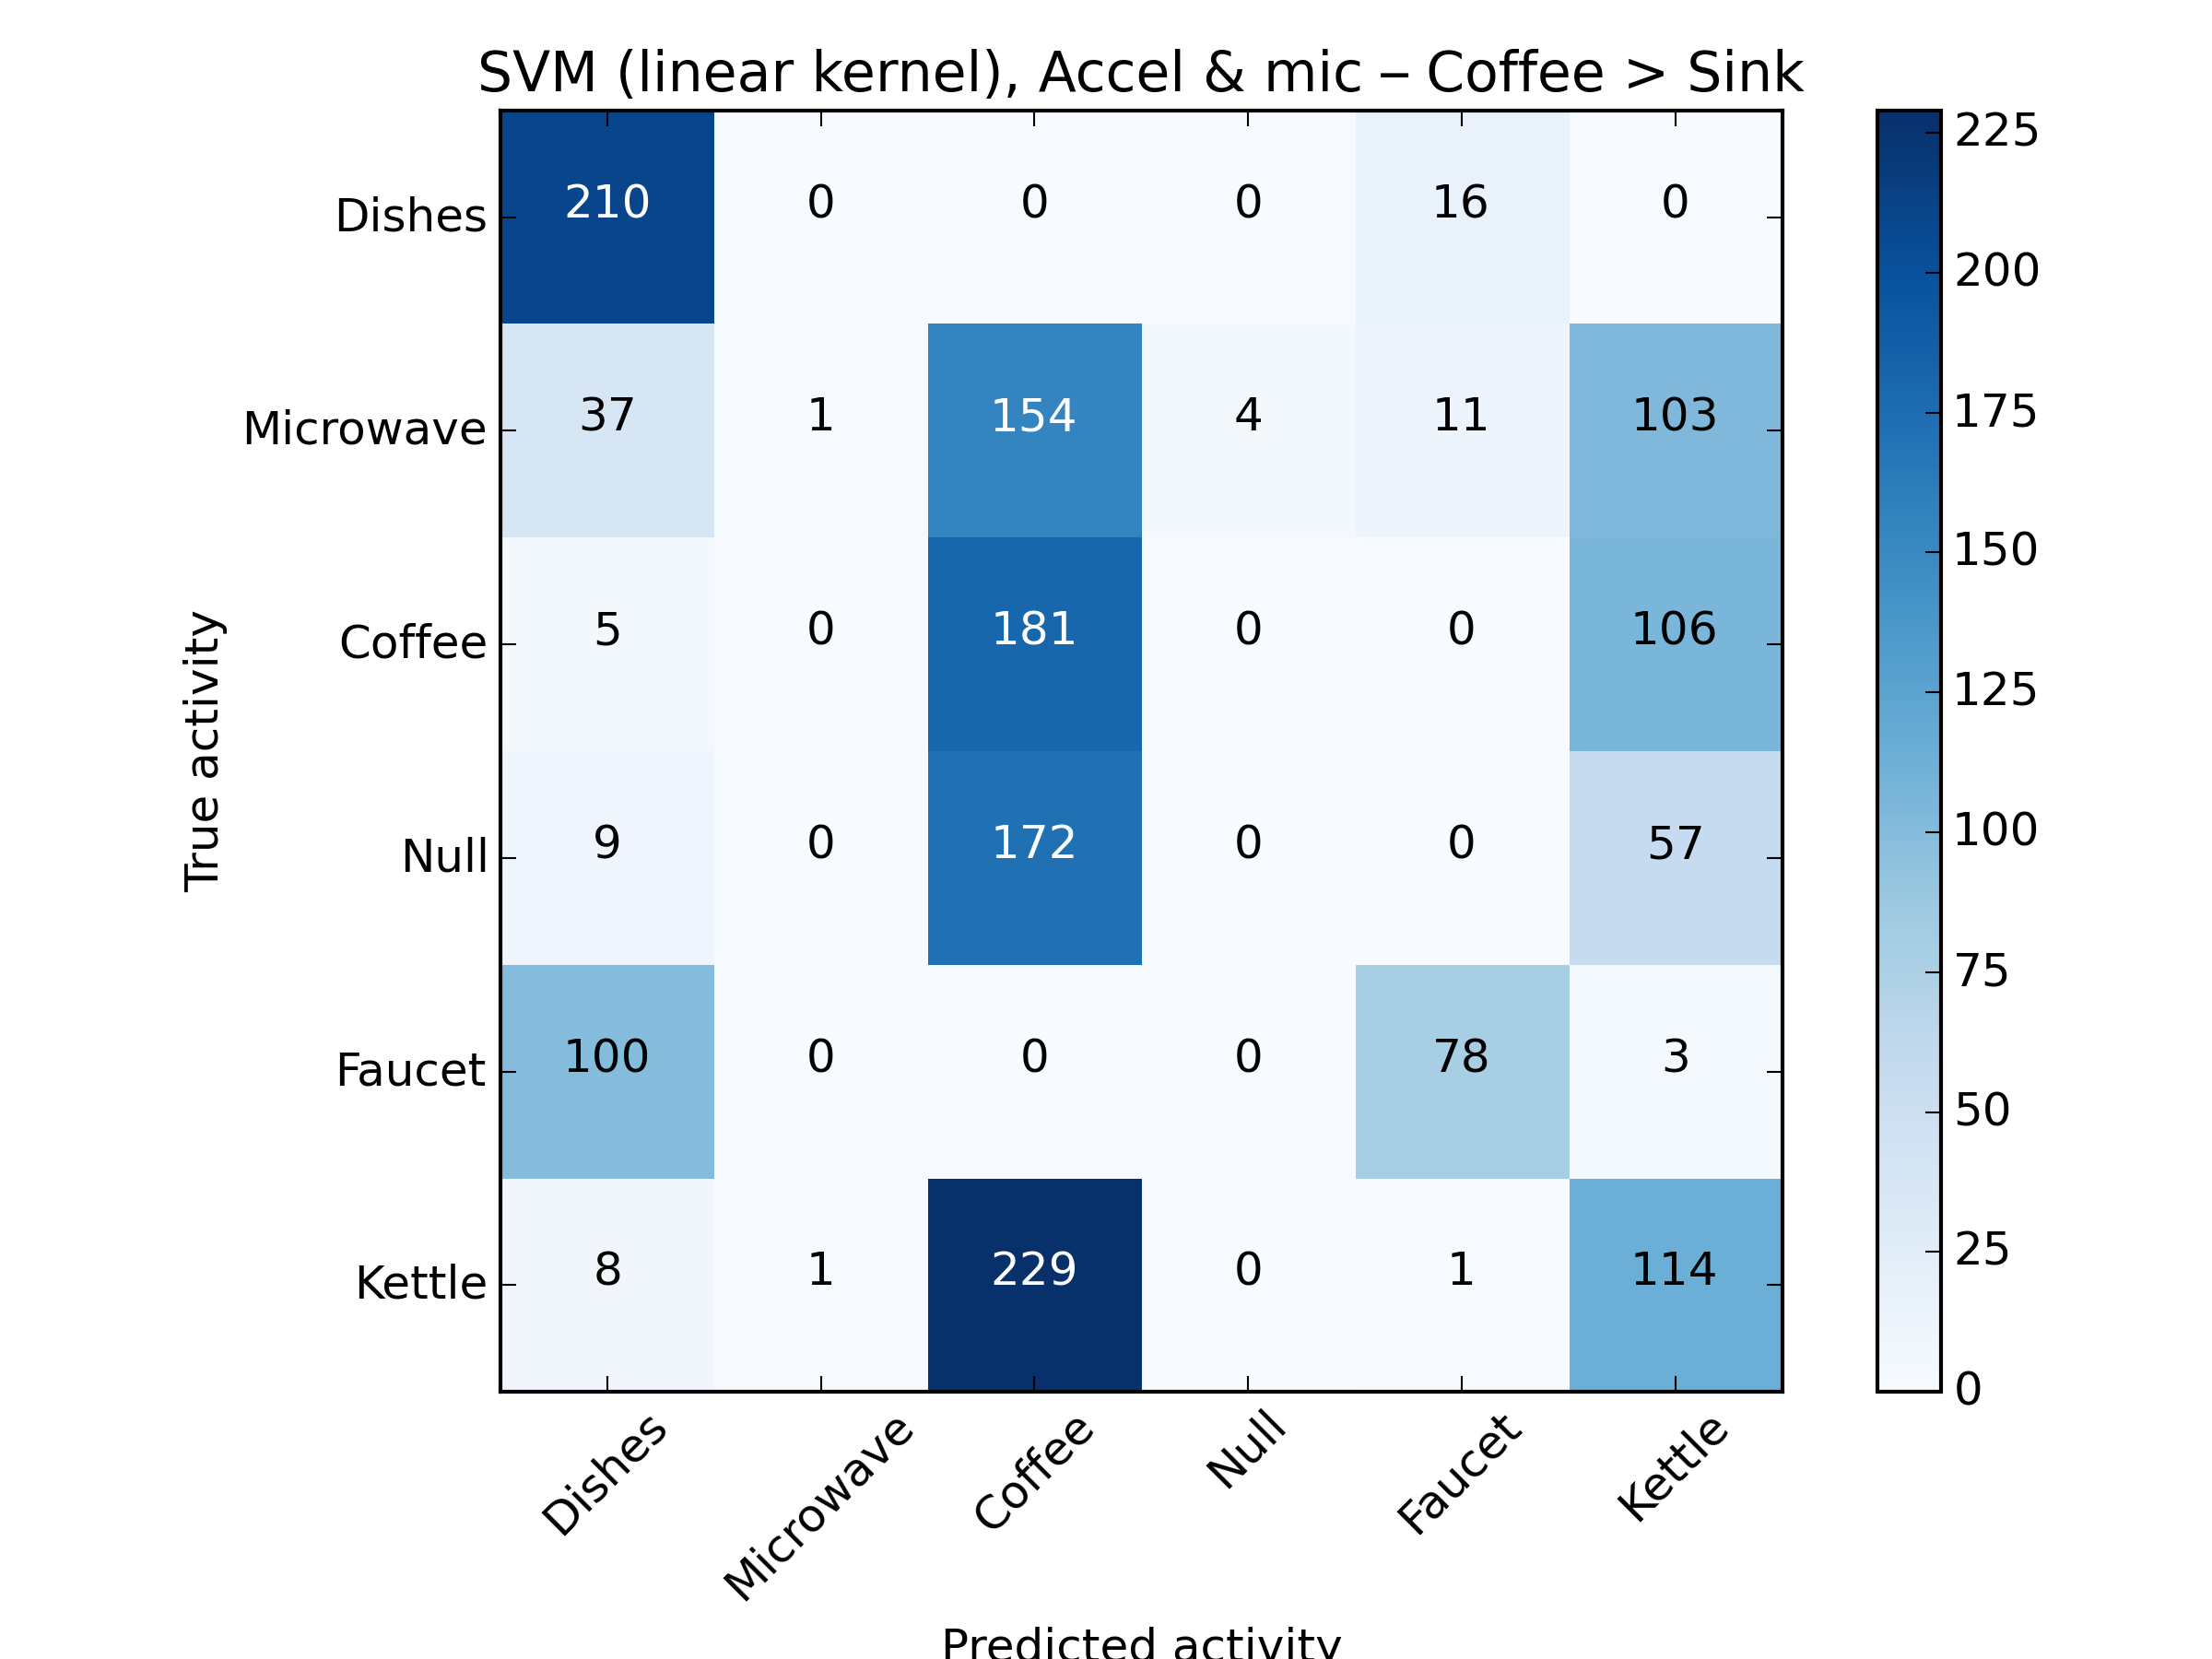 SVM (linear kernel), Accel & mic – Coffee > Sink
Dishes 210 0 0 0 16 0
Microwave 37 1 154 4 11 103
Coffee 5 0 181 0 0 106
Null 9 0 172 0 0 57
Faucet 100 0 0 0 78 3
Kettle 8 1 229 0 1 114
True activity
Dishes Microwave Coffee Null Faucet Kettle
Predicted activity
225
200
175
150
125
100
75
50
25
0